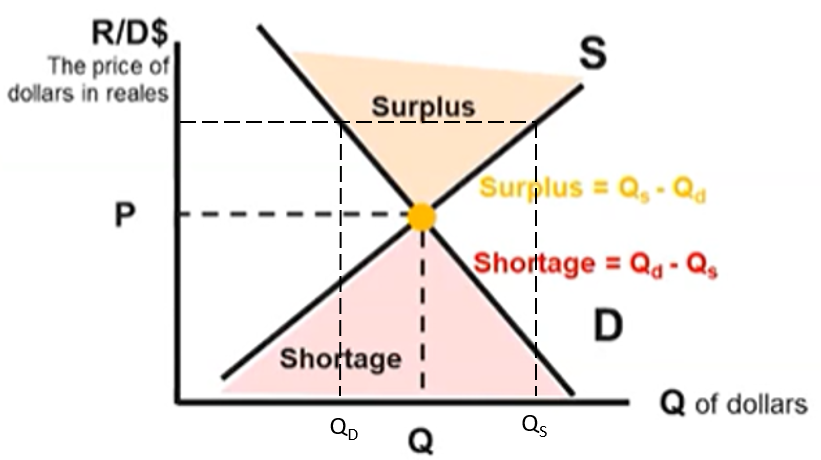 R/D$
The price of
dollars in reales
S
Surplus
Surplus = Qs - Qd
P
Shortage = Qd - Qs
D
Shortage
Q of dollars
QD
Q
QS